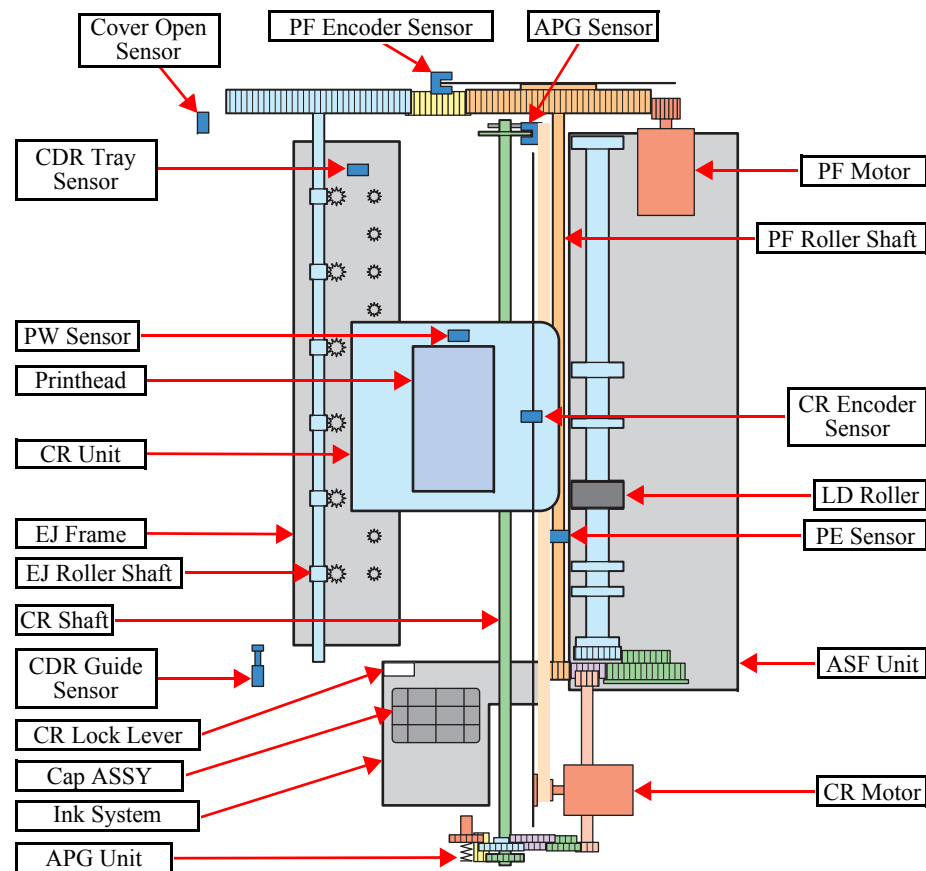 Cover Open
Sensor
PF Encoder Sensor
APG Sensor
CDR Tray
Sensor
PF Motor
PF Roller Shaft
PW Sensor
Printhead
CR Encoder
Sensor
CR Unit
LD Roller
EJ Frame
PE Sensor
EJ Roller Shaft
CR Shaft
CDR Guide
Sensor
ASF Unit
CR Lock Lever
Cap ASSY
CR Motor
Ink System
APG Unit